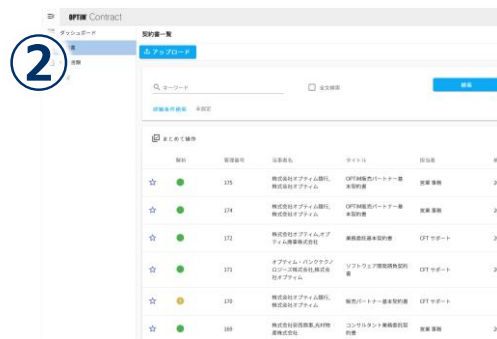 OPTiM Contract
ダッシュボード
契約書一覧
②
アップロード
キーワード
全文検索
検索
詳細条件検索 未設定
まとめて操作
解析 管理番号 当事者名 タイトル 担当者
175 株式会社オプティム銀行, 株式会社オプティム OPTiM販売パートナー基本契約書 営業 事務
174 株式会社オプティム銀行, 株式会社オプティム OPTiM販売パートナー基本契約書 営業 事務
172 株式会社オプティム,オプティム商事株式会社 業務委託基本契約書 CFT サポート
171 オプティム・バンクテクノロジーズ株式会社,株式会社オプティム ソフトウェア開発請負契約書 CFT サポート
170 株式会社オプティム銀行, 株式会社オプティム 販売パートナー基本契約書 CFT サポート
169 コンサルタント業務委託契約書 営業 事務